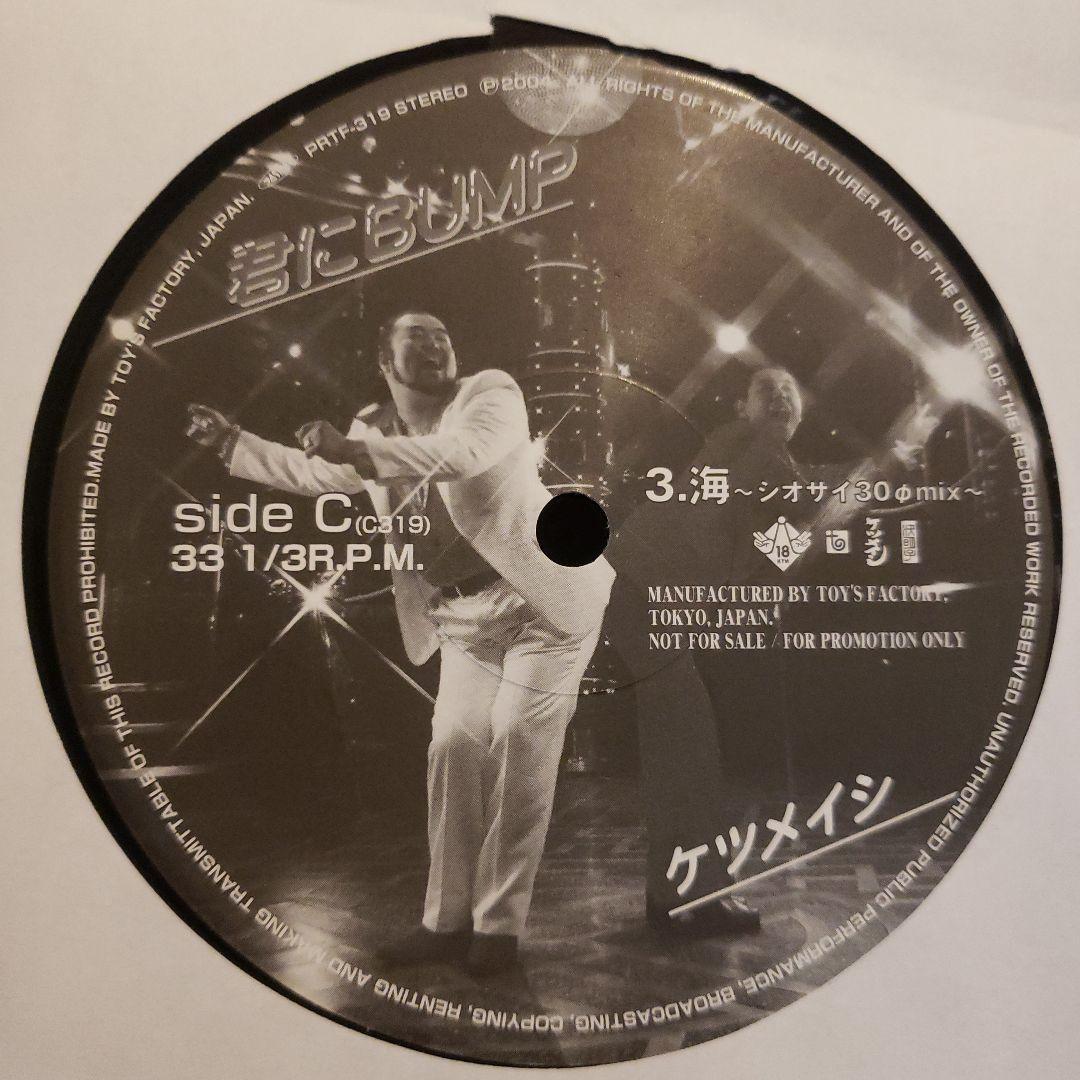 PRTF-319 STEREO ℗2004 ALL RIGHTS OF THE MANUFACTURER AND OF THE OWNER OF THE RECORDED WORK RESERVED. UNAUTHORIZED PUBLIC PERFORMANCE, BROADCASTING, COPYING, RENTING AND MAKING TRANSMITTABLE OF THIS RECORD PROHIBITED. MADE BY TOY'S FACTORY, JAPAN.
君にBUMP
side C(C319)
33 1/3R.P.M.
3.海~シオサイ30φmix~
18
MANUFACTURED BY TOY'S FACTORY,
TOKYO, JAPAN.
NOT FOR SALE / FOR PROMOTION ONLY
ケツメイシ